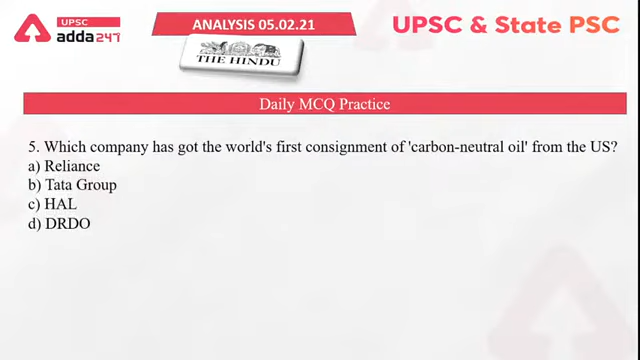 UPSC
adda247
ANALYSIS 05.02.21
THE HINDU
UPSC & State PSC
Daily MCQ Practice
5. Which company has got the world's first consignment of 'carbon-neutral oil' from the US?
a) Reliance
b) Tata Group
c) HAL
d) DRDO